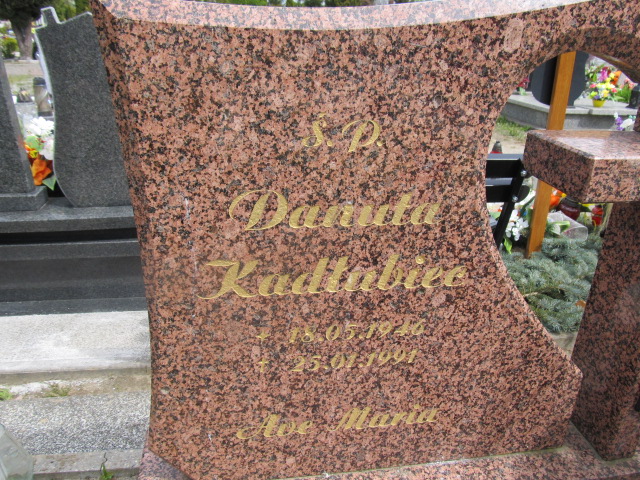 Ś. P.
Danuta
Kadłubiec
* 18.05.1946
+ 25.01.1991
Ave Maria